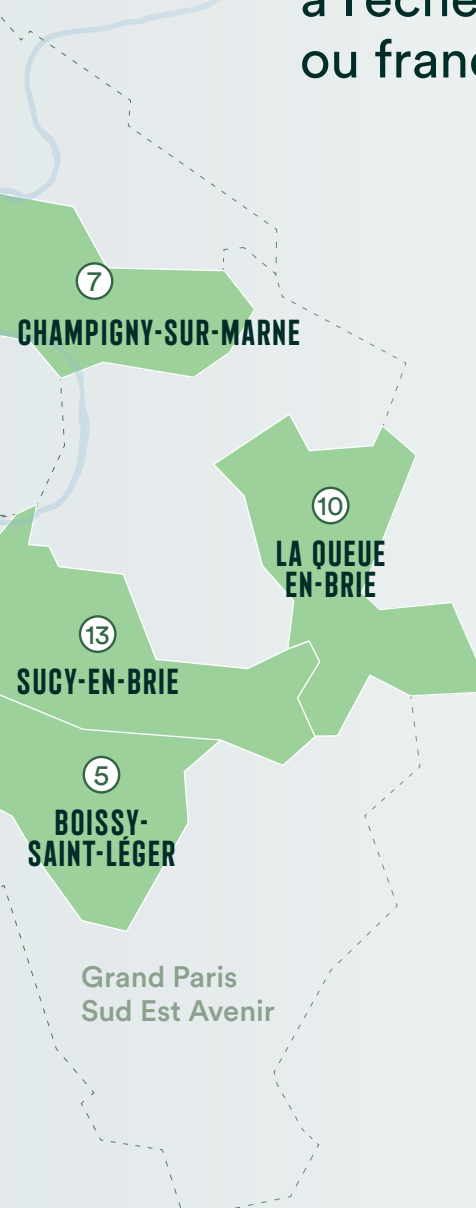 ou
7
CHAMPIGNY-SUR-MARNE
10
LA QUEUE
EN-BRIE
13
SUCY-EN-BRIE
5
BOISSY-
SAINT-LÉGER
Grand Paris
Sud Est Avenir